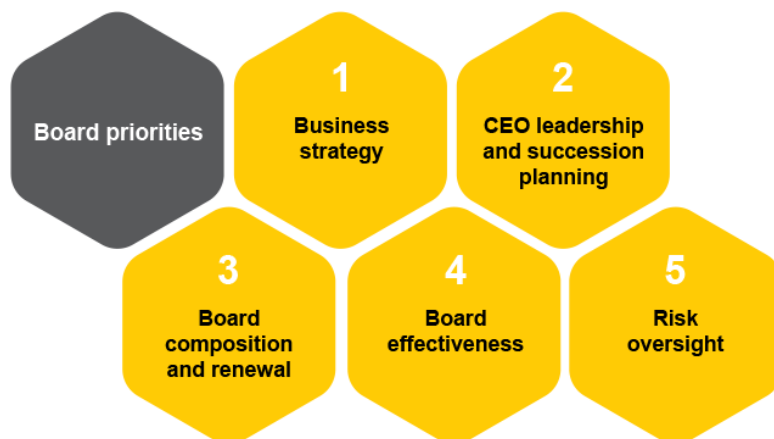 Board priorities
1
Business
strategy
2
CEO leadership
and succession
planning
3
Board
composition
and renewal
4
Board
effectiveness
5
Risk
oversight